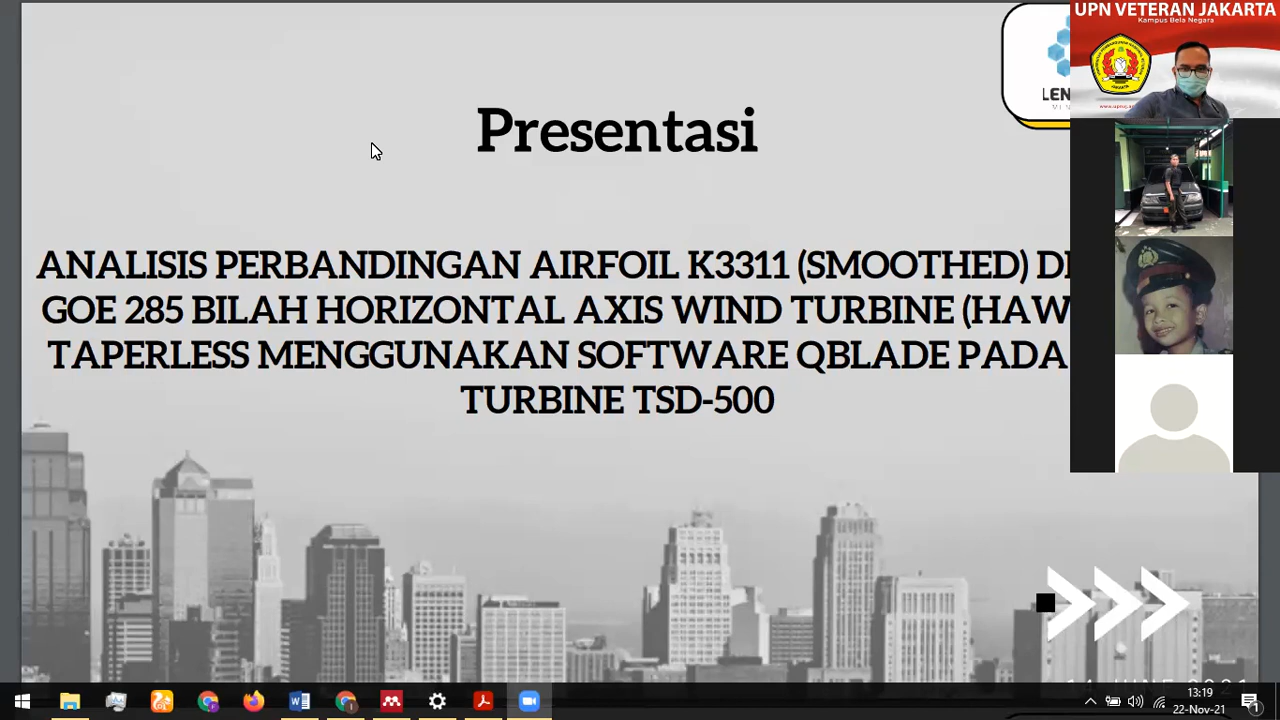 Presentasi
ANALISIS PERBANDINGAN AIRFOIL K3311 (SMOOTHED)
GOE 285 BILAH HORIZONTAL AXIS WIND TURBINE (HAW
TAPERLESS MENGGUNAKAN SOFTWARE QBLADE PADA
TURBINE TSD-500
LEN
UPN VETERAN JAKARTA
Kampus Bela Negara
13:19
22-Nov-21